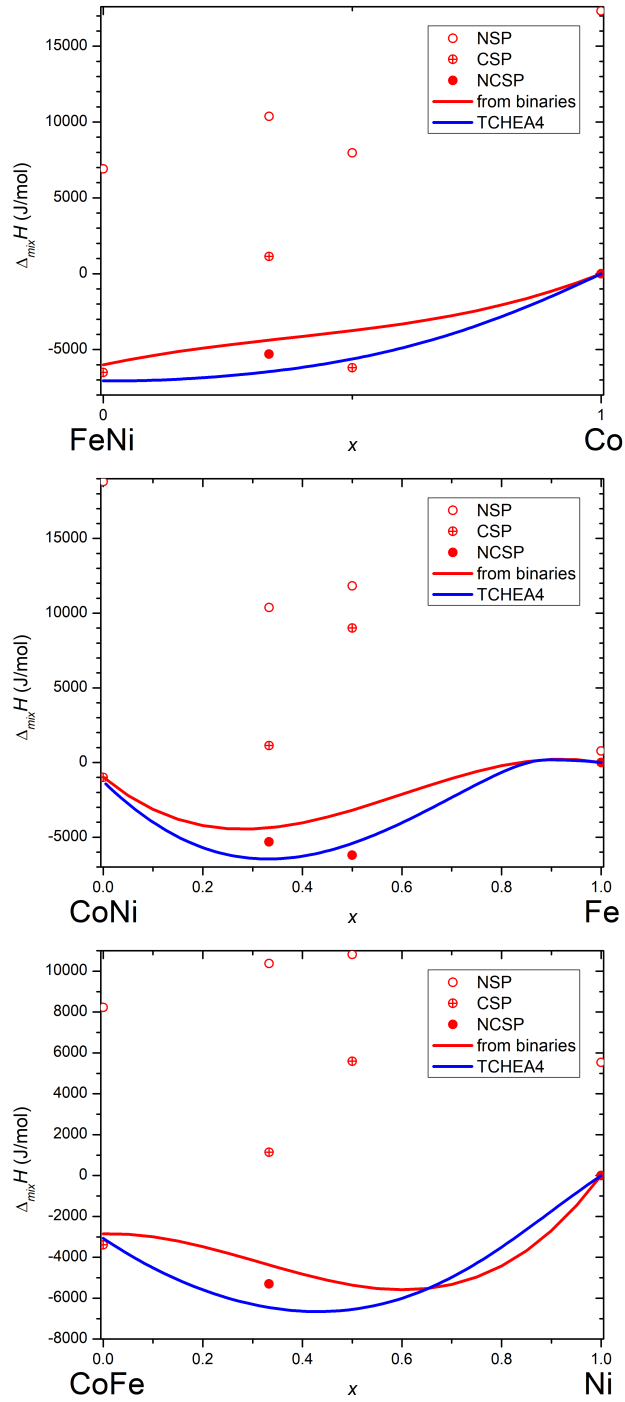 15000
10000
5000
0
-5000
Δmix H (J/mol)
NSP
CSP
NCSP
from binaries
TCHEA4
0 1
FeNi x Co
15000
10000
5000
0
-5000
Δmix H (J/mol)
NSP
CSP
NCSP
from binaries
TCHEA4
0.0 0.2 0.4 0.6 0.8 1.0
CoNi x Fe
10000
8000
6000
4000
2000
0
-2000
-4000
-6000
-8000
Δmix H (J/mol)
NSP
CSP
NCSP
from binaries
TCHEA4
0.0 0.2 0.4 0.6 0.8 1.0
CoFe x Ni